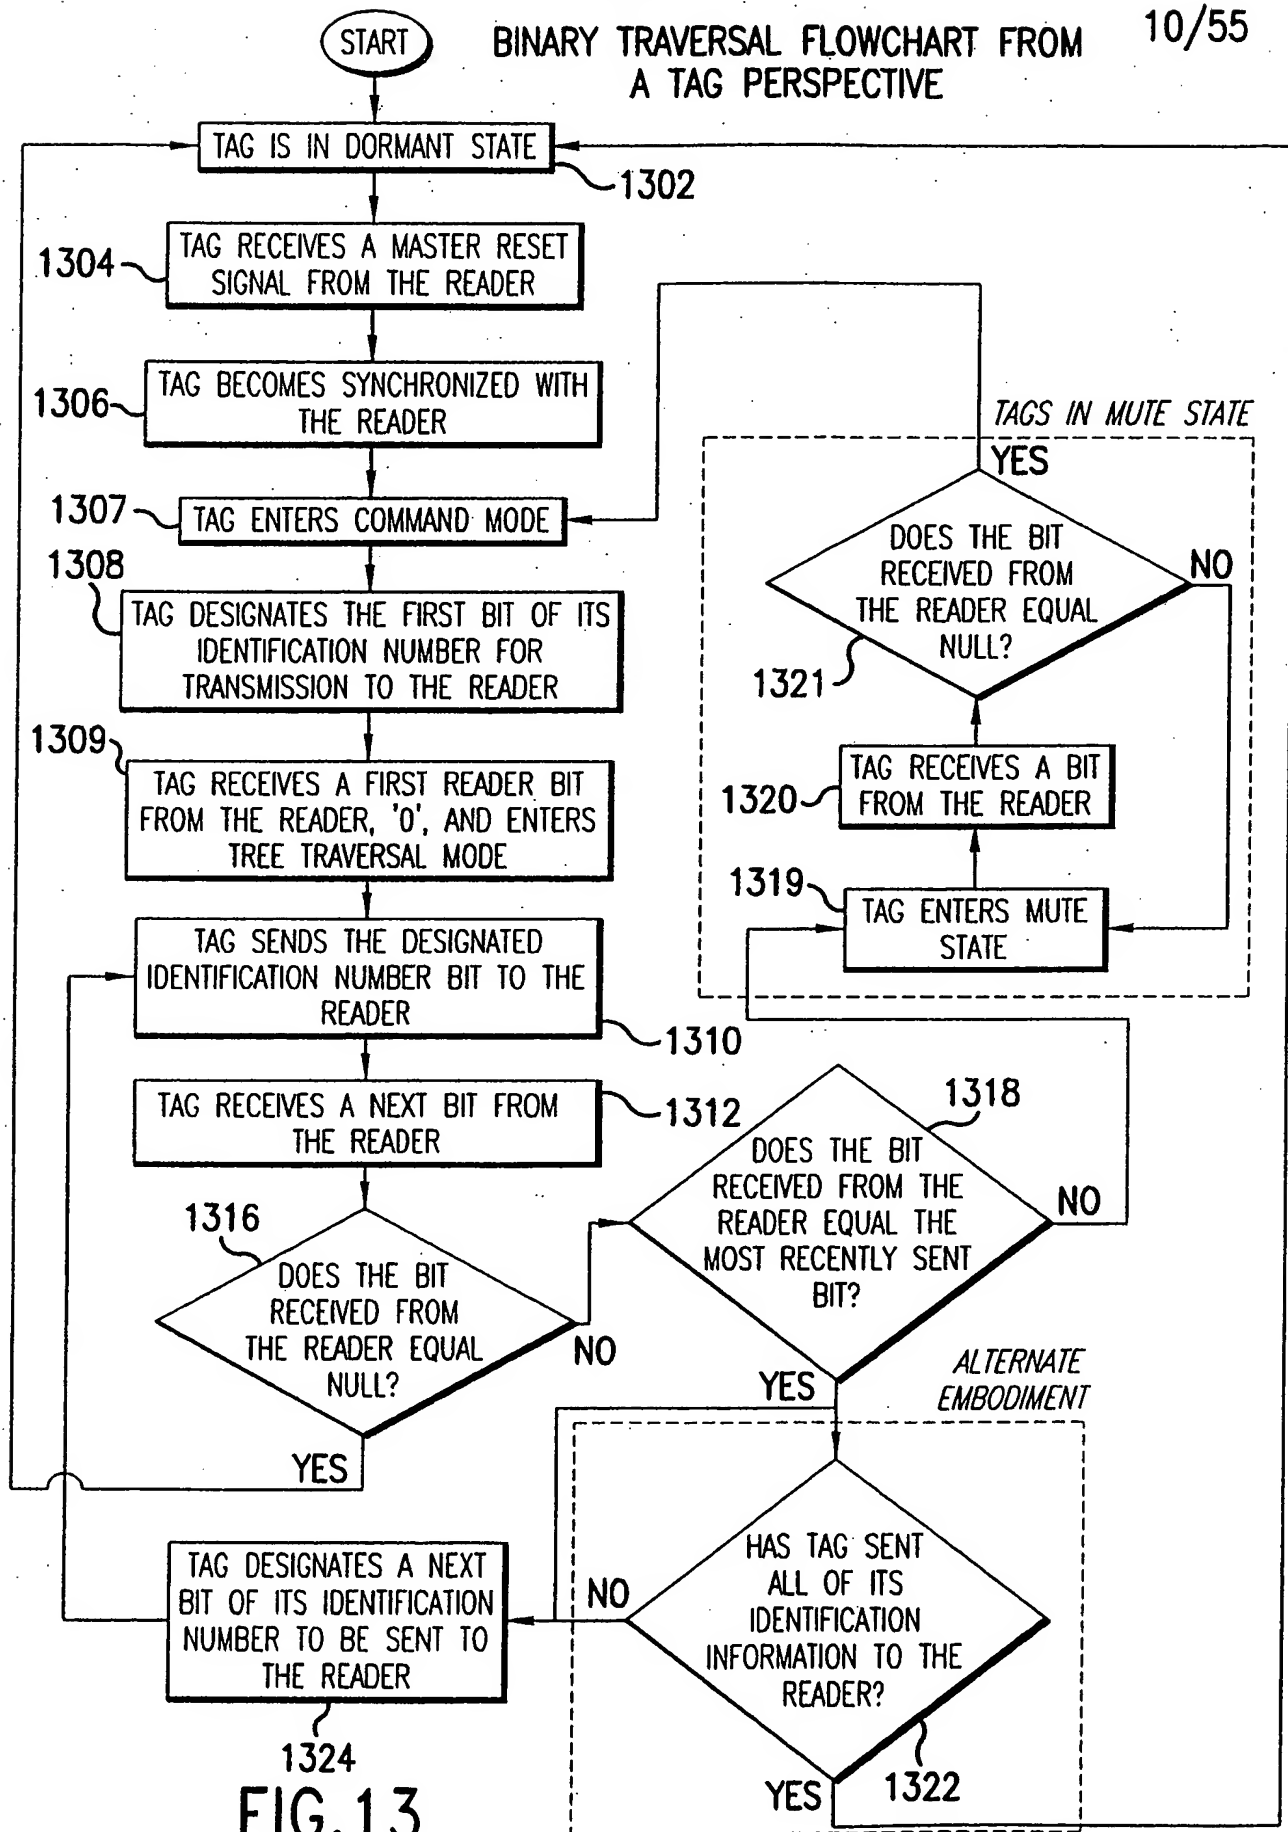 10/55
START
BINARY TRAVERSAL FLOWCHART FROM
A TAG PERSPECTIVE
TAG IS IN DORMANT STATE
1302
TAG RECEIVES A MASTER RESET
SIGNAL FROM THE READER
1304
TAG BECOMES SYNCHRONIZED WITH
THE READER
1306
TAG ENTERS COMMAND MODE
1307
1308
TAG DESIGNATES THE FIRST BIT OF ITS
IDENTIFICATION NUMBER FOR
TRANSMISSION TO THE READER
1309
TAG RECEIVES A FIRST READER BIT
FROM THE READER, '0', AND ENTERS
TREE TRAVERSAL MODE
TAG SENDS THE DESIGNATED
IDENTIFICATION NUMBER BIT TO THE
READER
1310
TAG RECEIVES A NEXT BIT FROM
THE READER
1312
1316
DOES THE BIT
RECEIVED FROM
THE READER EQUAL
NULL?
NO
YES
1318
DOES THE BIT
RECEIVED FROM THE
READER EQUAL THE
MOST RECENTLY SENT
BIT?
NO
YES
TAGS IN MUTE STATE
YES
DOES THE BIT
RECEIVED FROM
THE READER EQUAL
NULL?
NO
1321
TAG RECEIVES A BIT
FROM THE READER
1320
1319
TAG ENTERS MUTE
STATE
ALTERNATE
EMBODIMENT
HAS TAG SENT
ALL OF ITS
IDENTIFICATION
INFORMATION TO THE
READER?
NO
YES
1322
TAG DESIGNATES A NEXT
BIT OF ITS IDENTIFICATION
NUMBER TO BE SENT TO
THE READER
1324
FIG.13